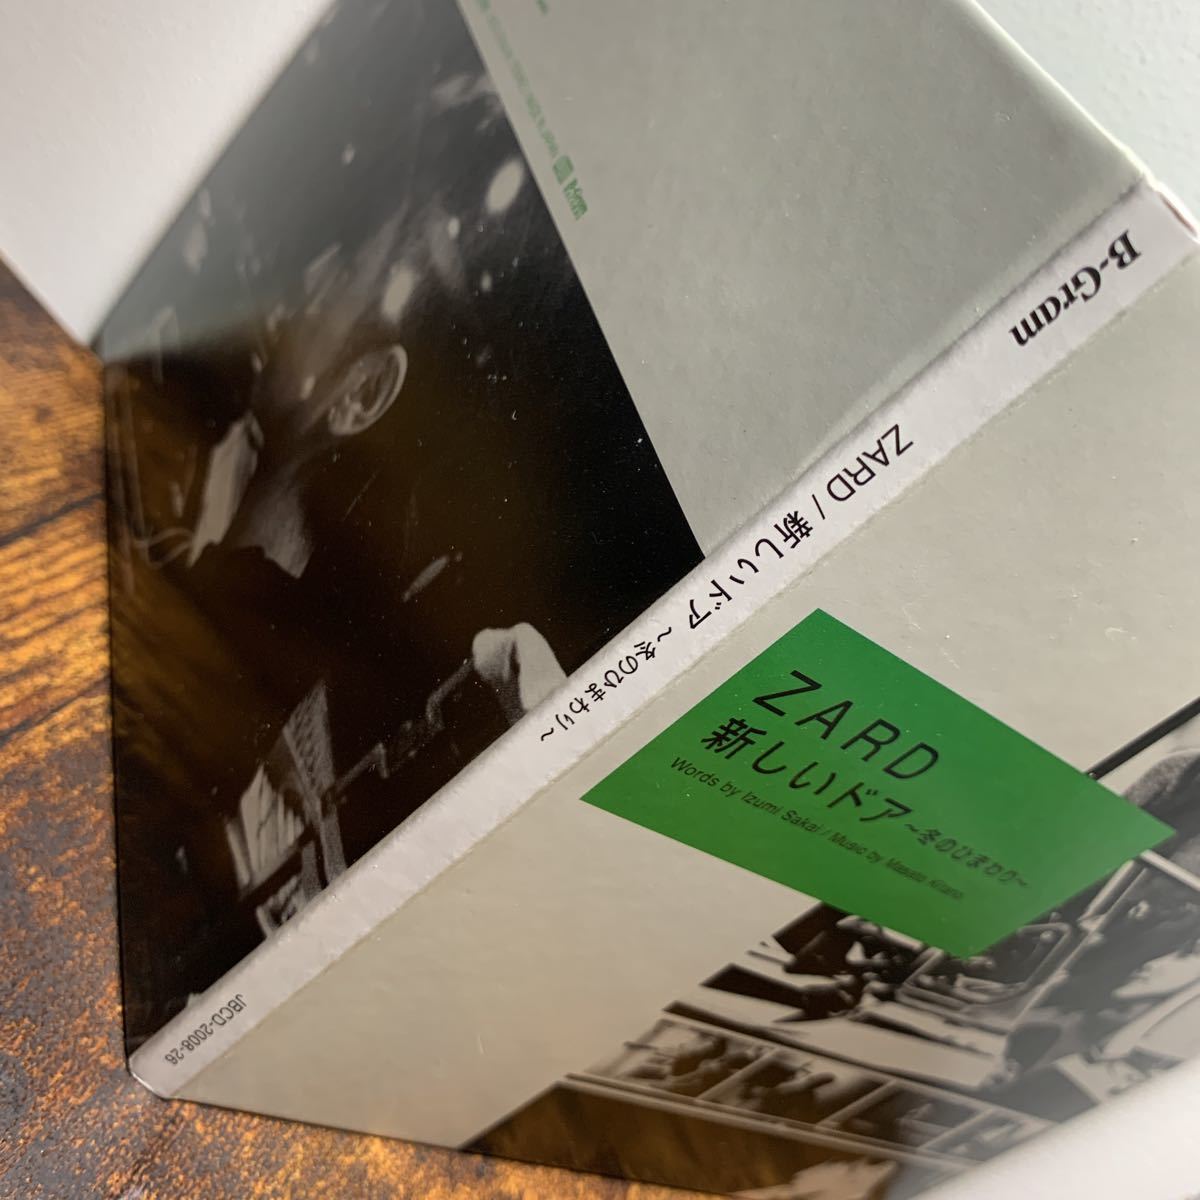 B-Gram
ZARD / 新しいドア ~冬のひまわり~
JBCD-2008-26
ZARD
新しいドア ~冬のひまわり~
Words by Izumi Sakai / Music by Masato Kitano